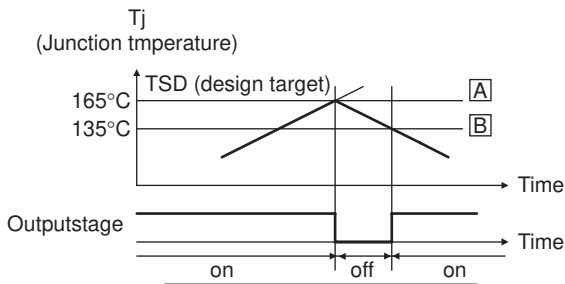 Tj
(Junction tmperature)
TSD (design target)
165°C
A
135°C
B
Time
Outputstage
Time
on
off
on